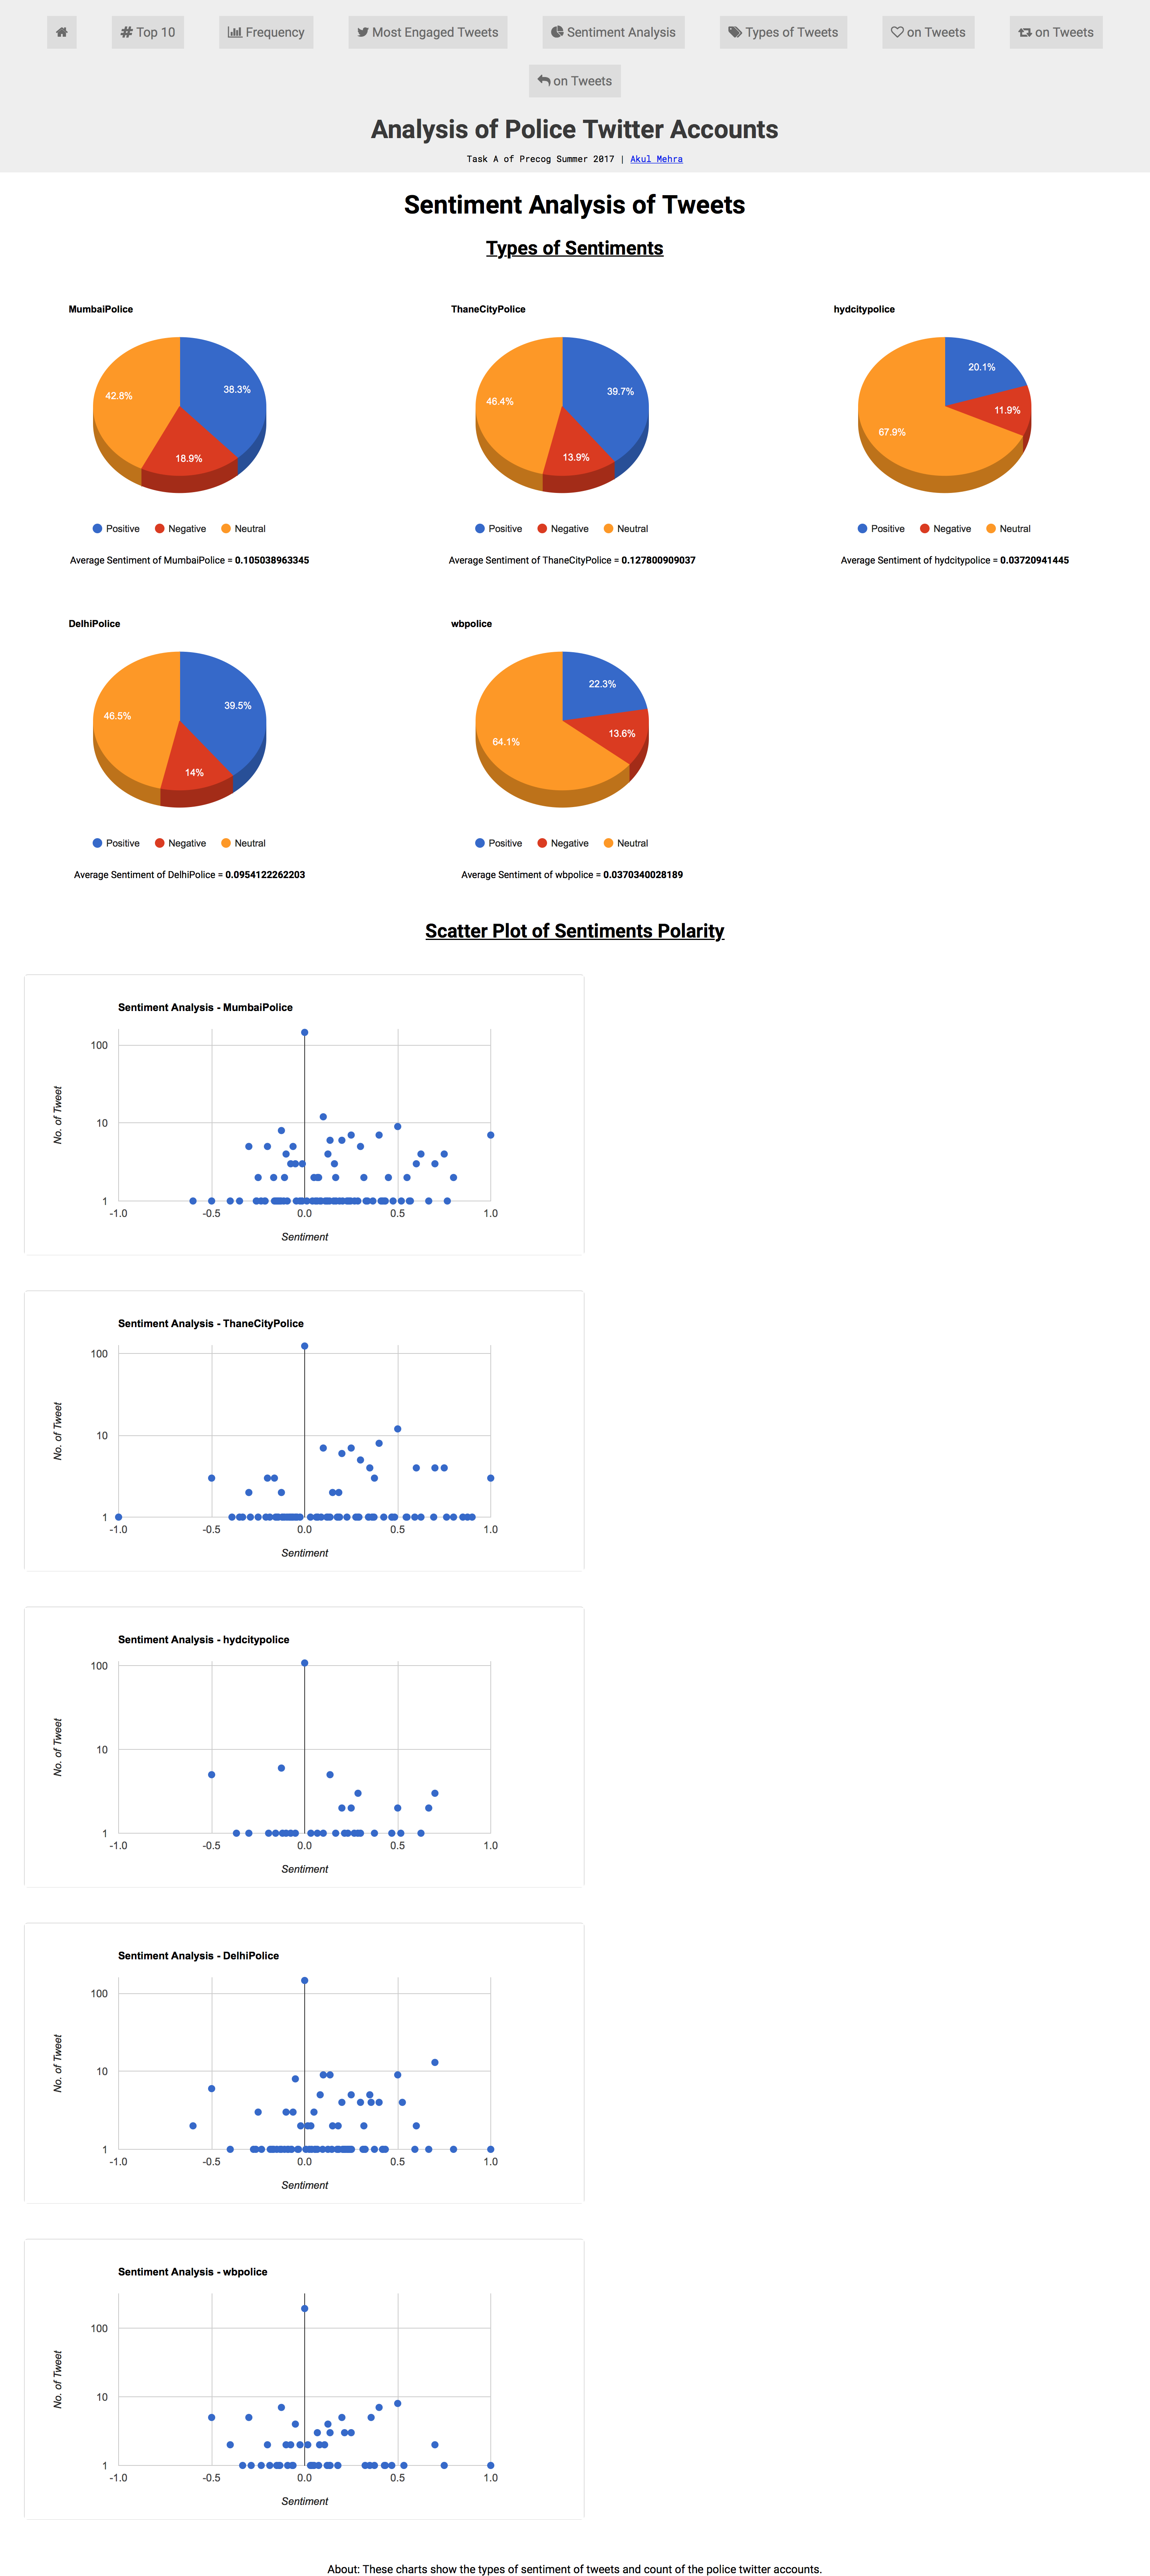 Top 10
Frequency
Most Engaged Tweets
Sentiment Analysis
Types of Tweets
on Tweets
on Tweets
on Tweets
Analysis of Police Twitter Accounts
Task A of Precog Summer 2017 | Akul Mehra
Sentiment Analysis of Tweets
Types of Sentiments
MumbaiPolice
38.3%
18.9%
42.8%
Positive Negative Neutral
Average Sentiment of MumbaiPolice = 0.105038963345
ThaneCityPolice
39.7%
13.9%
46.4%
Positive Negative Neutral
Average Sentiment of ThaneCityPolice = 0.127800909037
hydcitypolice
20.1%
11.9%
67.9%
Positive Negative Neutral
Average Sentiment of hydcitypolice = 0.03720941445
DelhiPolice
39.5%
14%
46.5%
Positive Negative Neutral
Average Sentiment of DelhiPolice = 0.0954122262203
wbpolice
22.3%
13.6%
64.1%
Positive Negative Neutral
Average Sentiment of wbpolice = 0.0370340028189
Scatter Plot of Sentiments Polarity
Sentiment Analysis - MumbaiPolice
No. of Tweet
100
10
1
-1.0 -0.5 0.0 0.5 1.0
Sentiment
Sentiment Analysis - ThaneCityPolice
No. of Tweet
100
10
1
-1.0 -0.5 0.0 0.5 1.0
Sentiment
Sentiment Analysis - hydcitypolice
No. of Tweet
100
10
1
-1.0 -0.5 0.0 0.5 1.0
Sentiment
Sentiment Analysis - DelhiPolice
No. of Tweet
100
10
1
-1.0 -0.5 0.0 0.5 1.0
Sentiment
Sentiment Analysis - wbpolice
No. of Tweet
100
10
1
-1.0 -0.5 0.0 0.5 1.0
Sentiment
About: These charts show the types of sentiment of tweets and count of the police twitter accounts.